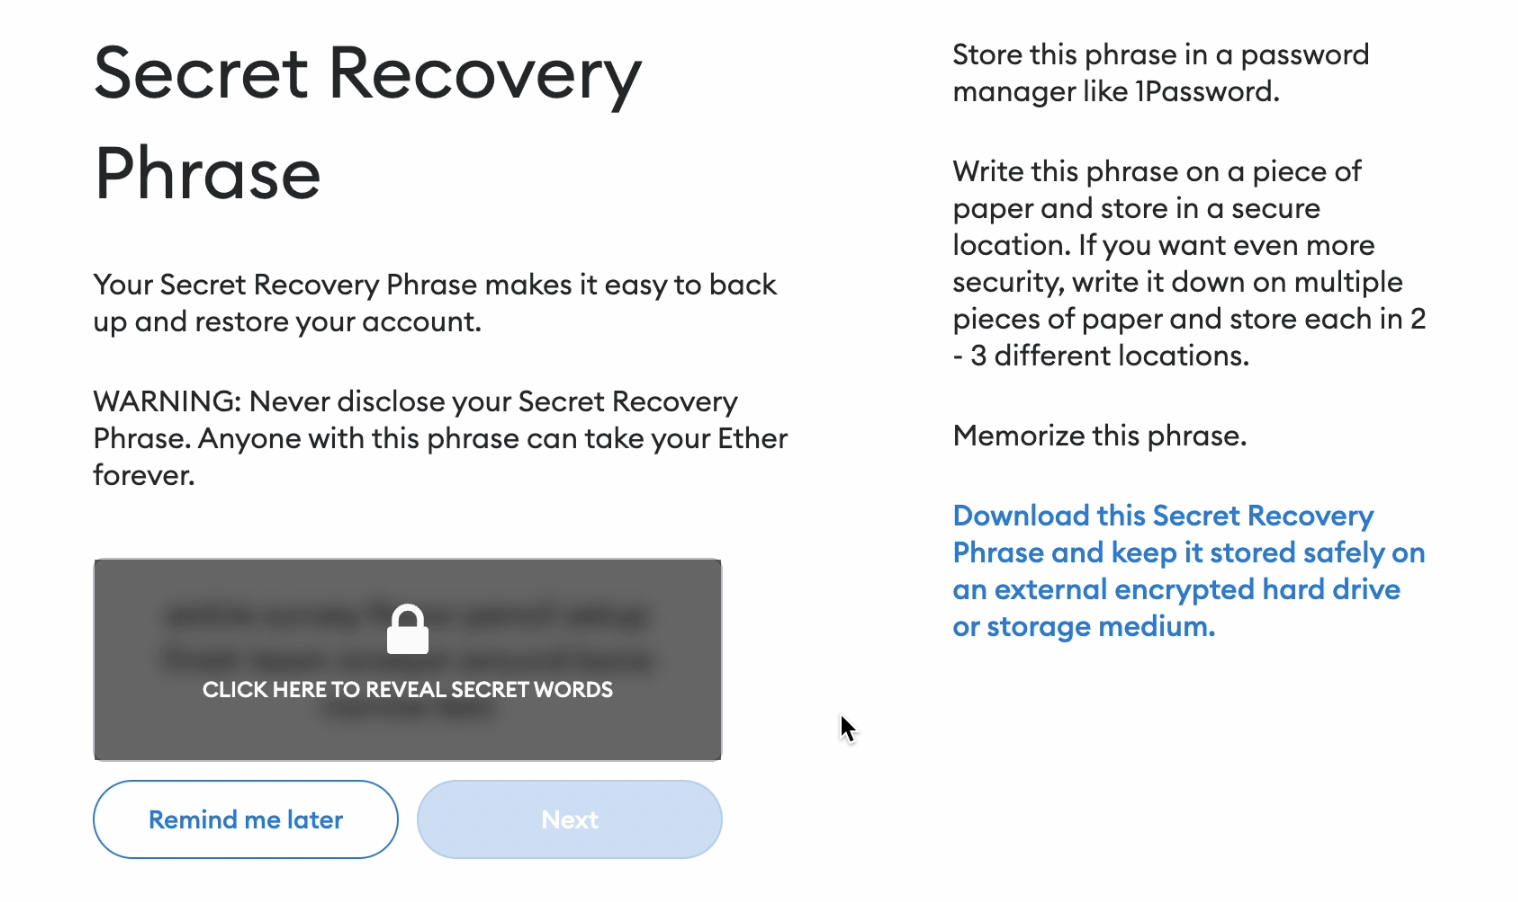 Secret Recovery
Phrase
Your Secret Recovery Phrase makes it easy to back
up and restore your account.
WARNING: Never disclose your Secret Recovery
Phrase. Anyone with this phrase can take your Ether
forever.
CLICK HERE TO REVEAL SECRET WORDS
Remind me later
Next
Store this phrase in a password
manager like 1Password.
Write this phrase on a piece of
paper and store in a secure
location. If you want even more
security, write it down on multiple
pieces of paper and store each in 2
- 3 different locations.
Memorize this phrase.
Download this Secret Recovery
Phrase and keep it stored safely on
an external encrypted hard drive
or storage medium.